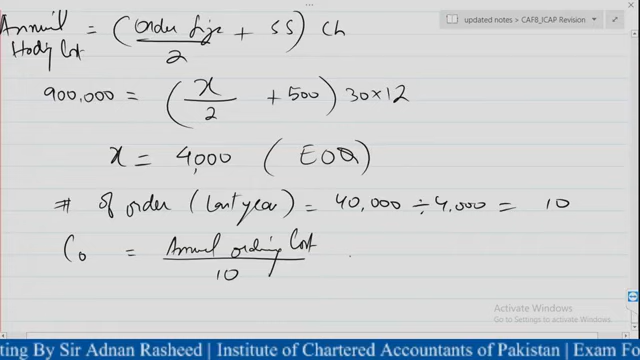 Annual Holding Cost = (Order Size / 2 + SS) Ch
900,000 = (x / 2 + 500) 30 × 12
x = 4,000 (EOQ)
# of order (last year) = 40,000 ÷ 4,000 = 10
Co = Annual ordering Cost / 10
updated notes > CAF8_ICAP Revision
Activate Windows
Go to Settings to activate Windows.
ting By Sir Adnan Rasheed | Institute of Chartered Accountants of Pakistan | Exam Fo